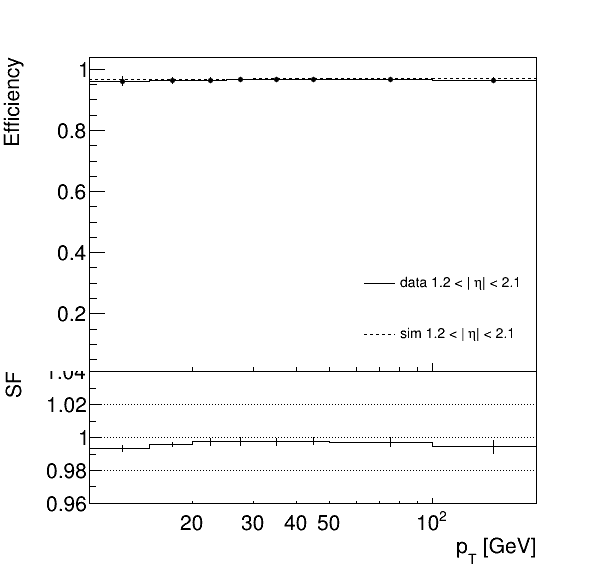 Efficiency
1
0.8
0.6
0.4
0.2
data 1.2 < | η| < 2.1
sim 1.2 < | η| < 2.1
SF
1.04
1.02
1
0.98
0.96
20 30 40 50 10²
p_T [GeV]